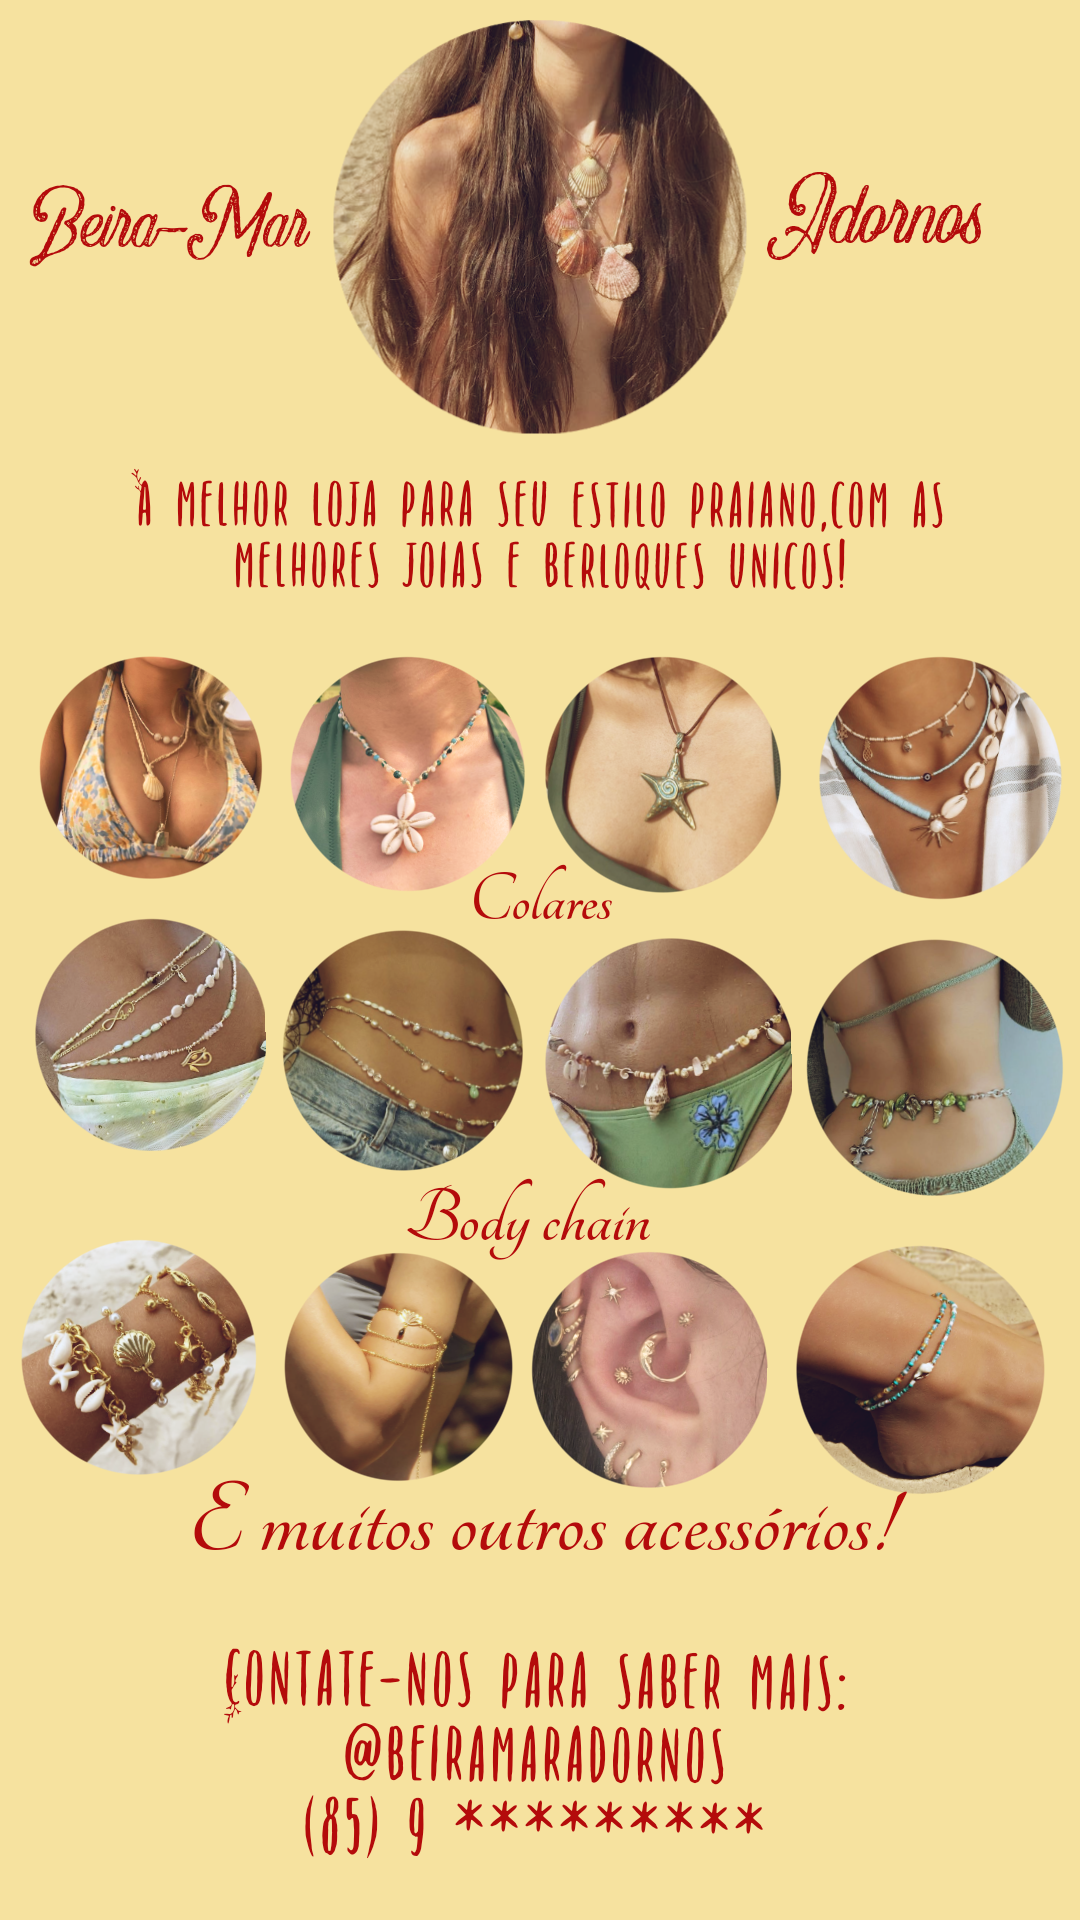 Beira-Mar Adornos
A MELHOR LOJA PARA SEU ESTILO PRAIANO,COM AS
MELHORES JOIAS E BERLOQUES UNICOS!
Colares
Body chain
E muitos outros acessórios!
CONTATE-NOS PARA SABER MAIS:
@BEIRAMARADORNOS
(85) 9 *********